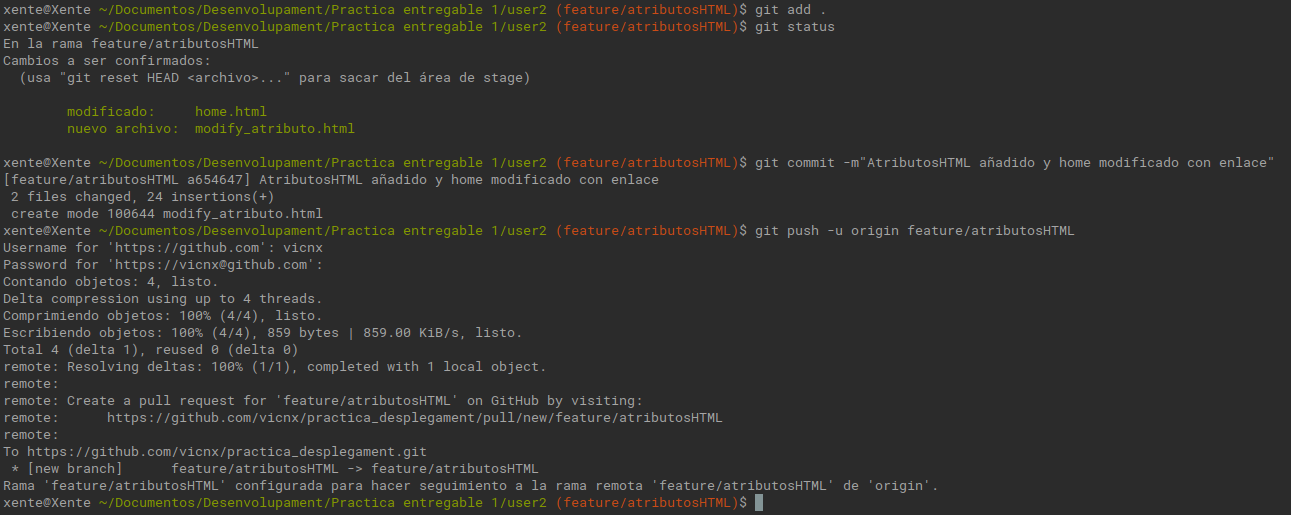 xente@Xente ~/Documentos/Desenvolupament/Practica entregable 1/user2 (feature/atributosHTML)$ git add .
xente@Xente ~/Documentos/Desenvolupament/Practica entregable 1/user2 (feature/atributosHTML)$ git status
En la rama feature/atributosHTML
Cambios a ser confirmados:
  (usa "git reset HEAD <archivo>..." para sacar del área de stage)
        modificado:     home.html
        nuevo archivo:  modify_atributo.html
xente@Xente ~/Documentos/Desenvolupament/Practica entregable 1/user2 (feature/atributosHTML)$ git commit -m"AtributosHTML añadido y home modificado con enlace"
[feature/atributosHTML a654647] AtributosHTML añadido y home modificado con enlace
 2 files changed, 24 insertions(+)
 create mode 100644 modify_atributo.html
xente@Xente ~/Documentos/Desenvolupament/Practica entregable 1/user2 (feature/atributosHTML)$ git push -u origin feature/atributosHTML
Username for 'https://github.com': vicnx
Password for 'https://vicnx@github.com':
Contando objetos: 4, listo.
Delta compression using up to 4 threads.
Comprimiendo objetos: 100% (4/4), listo.
Escribiendo objetos: 100% (4/4), 859 bytes | 859.00 KiB/s, listo.
Total 4 (delta 1), reused 0 (delta 0)
remote: Resolving deltas: 100% (1/1), completed with 1 local object.
remote:
remote: Create a pull request for 'feature/atributosHTML' on GitHub by visiting:
remote:      https://github.com/vicnx/practica_desplegament/pull/new/feature/atributosHTML
remote:
To https://github.com/vicnx/practica_desplegament.git
 * [new branch]      feature/atributosHTML -> feature/atributosHTML
Rama 'feature/atributosHTML' configurada para hacer seguimiento a la rama remota 'feature/atributosHTML' de 'origin'.
xente@Xente ~/Documentos/Desenvolupament/Practica entregable 1/user2 (feature/atributosHTML)$